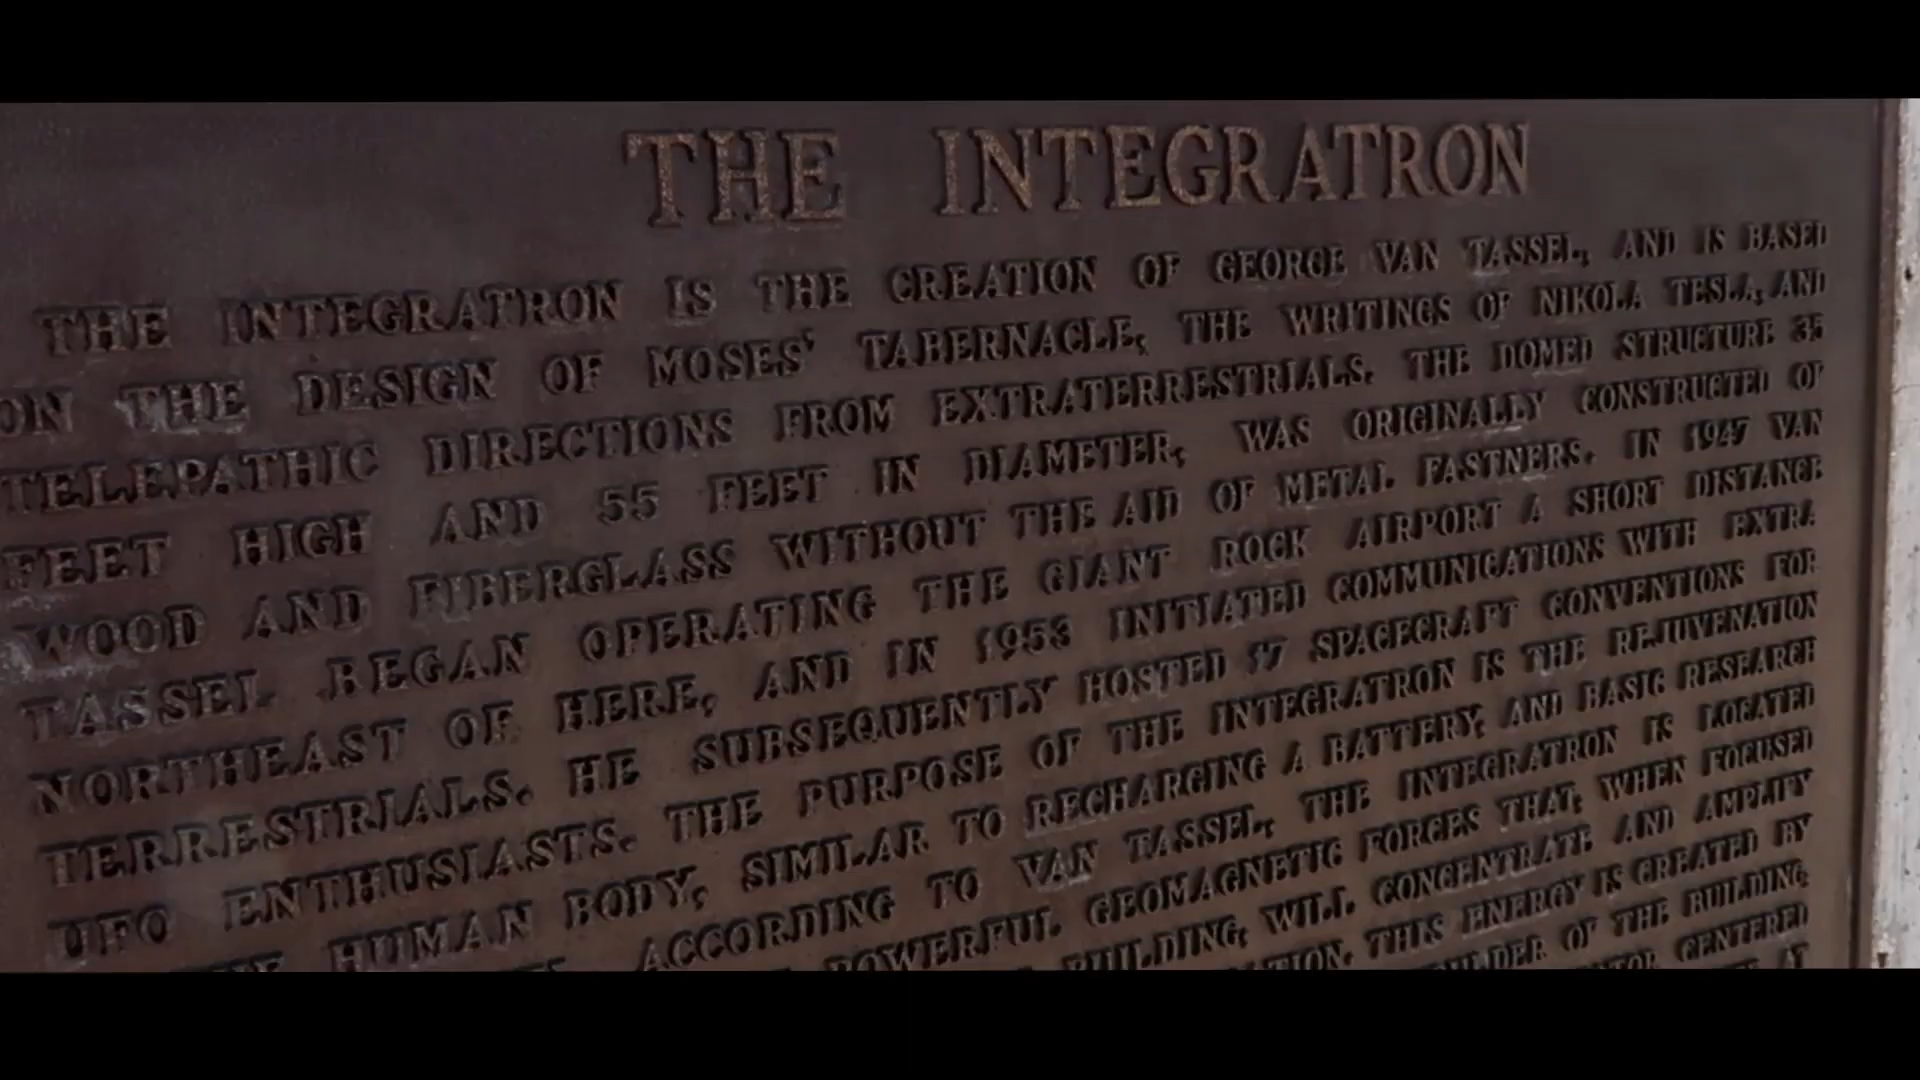 THE INTEGRATRON
THE INTEGRATRON IS THE CREATION OF GEORGE VAN TASSEL, AND IS BASED
ON THE DESIGN OF MOSES' TABERNACLE, THE WRITINGS OF NIKOLA TESLA, AND
TELEPATHIC DIRECTIONS FROM EXTRATERRESTRIALS. THE DOMED STRUCTURE 35
FEET HIGH AND 55 FEET IN DIAMETER, WAS ORIGINALLY CONSTRUCTED OF
WOOD AND FIBERGLASS WITHOUT THE AID OF METAL FASTNERS. IN 1947 VAN
TASSEL BEGAN OPERATING THE GIANT ROCK AIRPORT A SHORT DISTANCE
NORTHEAST OF HERE, AND IN 1953 INITIATED COMMUNICATIONS WITH EXTRA
TERRESTRIALS. HE SUBSEQUENTLY HOSTED 17 SPACECRAFT CONVENTIONS FOR
UFO ENTHUSIASTS. THE PURPOSE OF THE INTEGRATRON IS THE REJUVENATION
HUMAN BODY, SIMILAR TO RECHARGING A BATTERY, AND BASIC RESEARCH
ACCORDING TO VAN TASSEL, THE INTEGRATRON IS LOCATED
POWERFUL GEOMAGNETIC FORCES THAT, WHEN FOCUSED
BUILDING, WILL CONCENTRATE AND AMPLIFY
THIS ENERGY IS CREATED BY
OF THE BUILDING
CENTERED
AT